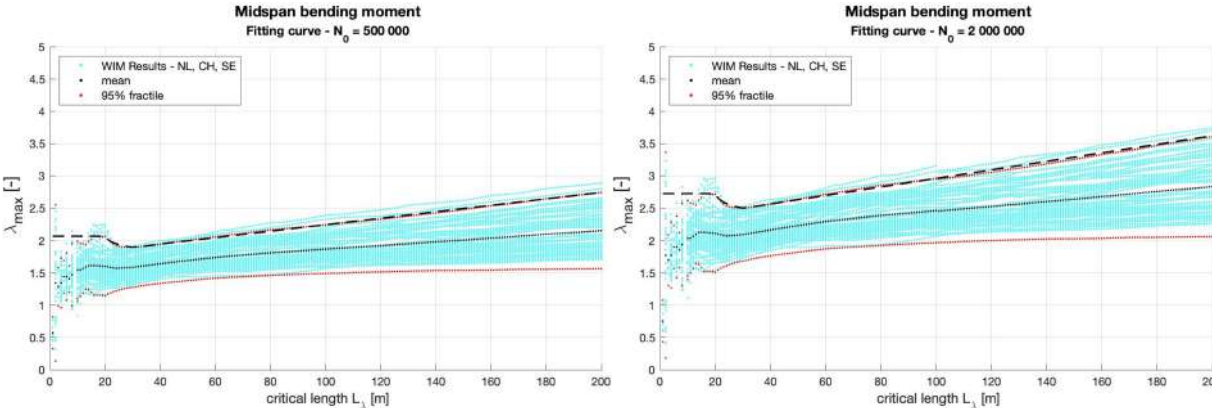 Midspan bending moment
Fitting curve - N0 = 500 000
5
4.5
4
3.5
3
2.5
2
1.5
1
0.5
0
λmax [-]
WIM Results - NL, CH, SE
mean
95% fractile
0 20 40 60 80 100 120 140 160 180 200
critical length Lλ [m]
Midspan bending moment
Fitting curve - N0 = 2 000 000
5
4.5
4
3.5
3
2.5
2
1.5
1
0.5
0
λmax [-]
WIM Results - NL, CH, SE
mean
95% fractile
0 20 40 60 80 100 120 140 160 180 200
critical length Lλ [m]